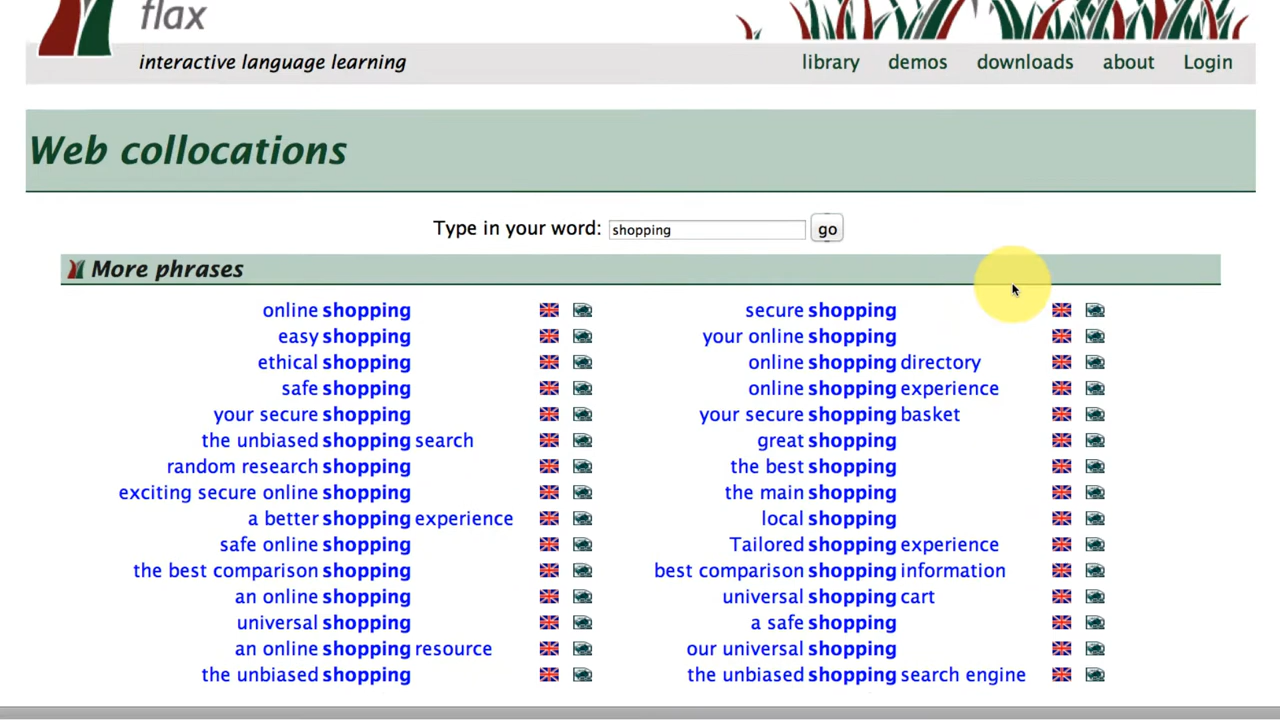 flax
interactive language learning
library demos downloads about Login
Web collocations
Type in your word: shopping go
More phrases
online shopping secure shopping
easy shopping your online shopping
ethical shopping online shopping directory
safe shopping online shopping experience
your secure shopping your secure shopping basket
the unbiased shopping search great shopping
random research shopping the best shopping
exciting secure online shopping the main shopping
a better shopping experience local shopping
safe online shopping Tailored shopping experience
the best comparison shopping best comparison shopping information
an online shopping universal shopping cart
universal shopping a safe shopping
an online shopping resource our universal shopping
the unbiased shopping the unbiased shopping search engine